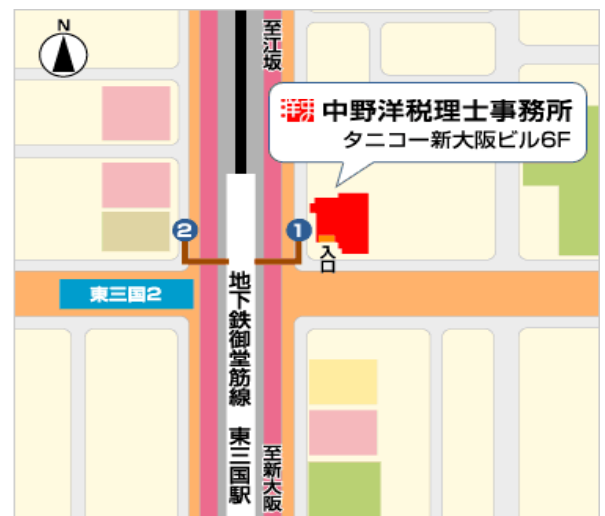 N
至江坂
中野洋税理士事務所
タニコー新大阪ビル6F
2
1
入口
東三国2
地下鉄御堂筋線 東三国駅
至新大阪